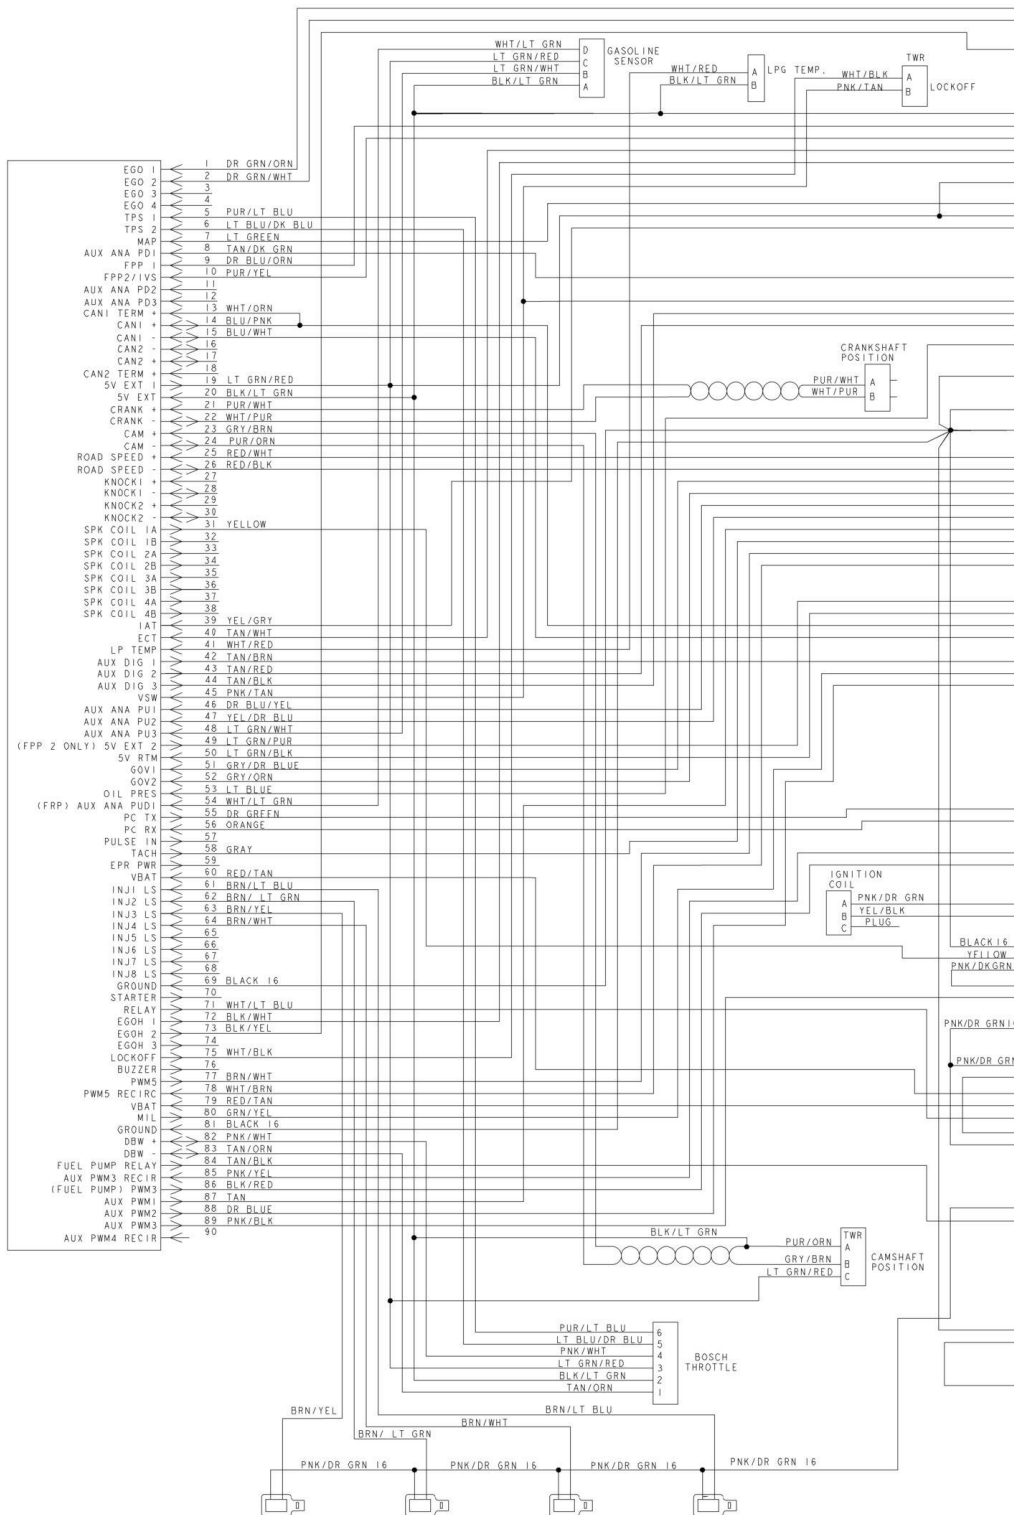 WHT/LT GRN D GASOLINE
LT GRN/RED C SENSOR
LT GRN/WHT B
BLK/LT GRN A
WHT/RED A LPG TEMP.
BLK/LT GRN B
TWR
WHT/BLK A
PNK/TAN B LOCKOFF
EGO 1 1 DR GRN/ORN
EGO 2 2 DR GRN/WHT
EGO 3 3
EGO 4 4
TPS 1 5 PUR/LT BLU
TPS 2 6 LT BLU/DK BLU
MAP 7 LT GREEN
AUX ANA PD1 8 TAN/DK GRN
FPP 1 9 DR BLU/ORN
FPP2/IVS 10 PUR/YEL
AUX ANA PD2 11
AUX ANA PD3 12
CAN1 TERM + 13 WHT/ORN
CAN1 + 14 BLU/PNK
CAN1 - 15 BLU/WHT
CAN2 - 16
CAN2 + 17
CAN2 TERM + 18
5V EXT 1 19 LT GRN/RED
5V EXT 20 BLK/LT GRN
CRANK + 21 PUR/WHT
CRANK - 22 WHT/PUR
CAM + 23 GRY/BRN
CAM - 24 PUR/ORN
ROAD SPEED + 25 RED/WHT
ROAD SPEED - 26 RED/BLK
KNOCK1 + 27
KNOCK1 - 28
KNOCK2 + 29
KNOCK2 - 30
SPK COIL 1A 31 YELLOW
SPK COIL 1B 32
SPK COIL 2A 33
SPK COIL 2B 34
SPK COIL 3A 35
SPK COIL 3B 36
SPK COIL 4A 37
SPK COIL 4B 38
IAT 39 YEL/GRY
ECT 40 TAN/WHT
LP TEMP 41 WHT/RED
AUX DIG 1 42 TAN/BRN
AUX DIG 2 43 TAN/RED
AUX DIG 3 44 TAN/BLK
VSW 45 PNK/TAN
AUX ANA PU1 46 DR BLU/YEL
AUX ANA PU2 47 YEL/DR BLU
AUX ANA PU3 48 LT GRN/WHT
(FPP 2 ONLY) 5V EXT 2 49 LT GRN/PUR
5V RTM 50 LT GRN/BLK
GOV1 51 GRY/DR BLUE
GOV2 52 GRY/ORN
OIL PRES 53 LT BLUE
(FRP) AUX ANA PUD1 54 WHT/LT GRN
PC TX 55 DR GREEN
PC RX 56 ORANGE
PULSE IN 57
TACH 58 GRAY
EPR PWR 59
VBAT 60 RED/TAN
INJ1 LS 61 BRN/LT BLU
INJ2 LS 62 BRN/ LT GRN
INJ3 LS 63 BRN/YEL
INJ4 LS 64 BRN/WHT
INJ5 LS 65
INJ6 LS 66
INJ7 LS 67
INJ8 LS 68
GROUND 69 BLACK 16
STARTER 70
RELAY 71 WHT/LT BLU
EGOH 1 72 BLK/WHT
EGOH 2 73 BLK/YEL
EGOH 3 74
LOCKOFF 75 WHT/BLK
BUZZER 76
PWM5 77 BRN/WHT
PWM5 RECIRC 78 WHT/BRN
VBAT 79 RED/TAN
MIL 80 GRN/YEL
GROUND 81 BLACK 16
DBW + 82 PNK/WHT
DBW - 83 TAN/ORN
FUEL PUMP RELAY 84 TAN/BLK
AUX PWM3 RECIR 85 PNK/YEL
(FUEL PUMP) PWM3 86 BLK/RED
AUX PWM1 87 TAN
AUX PWM2 88 DR BLUE
AUX PWM3 89 PNK/BLK
AUX PWM4 RECIR 90
CRANKSHAFT
POSITION
PUR/WHT A
WHT/PUR B
IGNITION
COIL
A PNK/DR GRN
B YEL/BLK
C PLUG
BLACK16
YELLOW
PNK/DKGRN
PNK/DR GRN1
PNK/DR GRN
BLK/LT GRN
TWR
PUR/ORN A
GRY/BRN B CAMSHAFT
LT GRN/RED C POSITION
PUR/LT BLU 6
LT BLU/DR BLU 5
PNK/WHT 4 BOSCH
LT GRN/RED 3 THROTTLE
BLK/LT GRN 2
TAN/ORN 1
BRN/YEL
BRN/LT BLU
BRN/WHT
BRN/ LT GRN
PNK/DR GRN 16 PNK/DR GRN 16 PNK/DR GRN 16 PNK/DR GRN 16